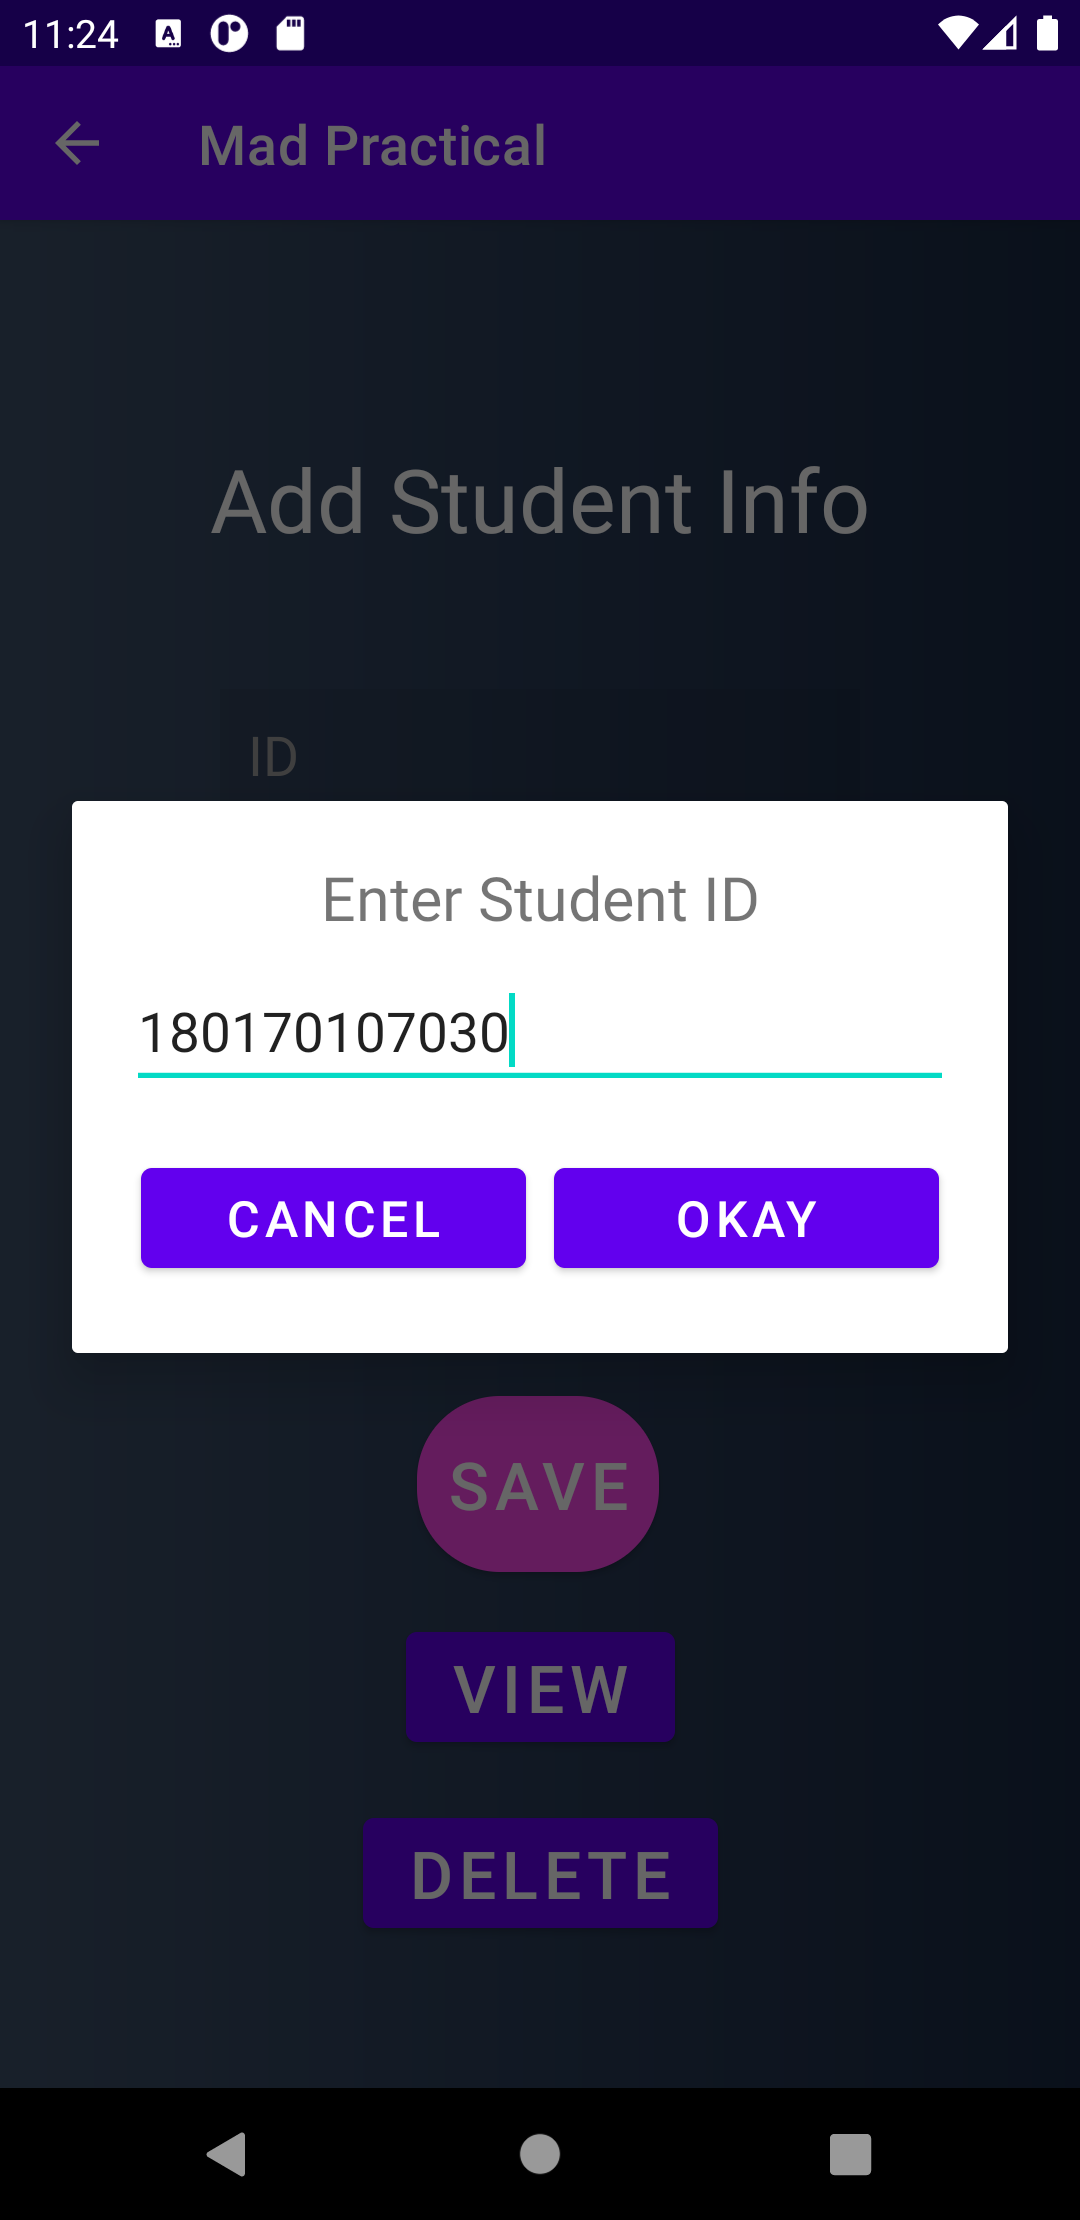 11:24
Mad Practical
Add Student Info
ID
Enter Student ID
180170107030
CANCEL OKAY
SAVE
VIEW
DELETE